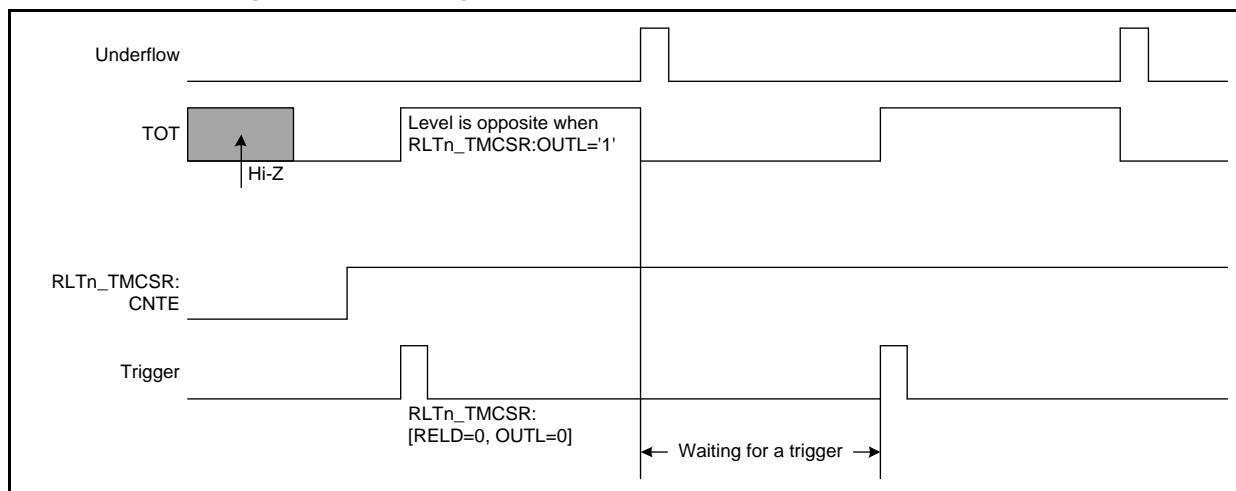 Underflow
TOT
Level is opposite when
RLTn_TMCSR:OUTL='1'
Hi-Z
RLTn_TMCSR:
CNTE
Trigger
RLTn_TMCSR:
[RELD=0, OUTL=0]
Waiting for a trigger